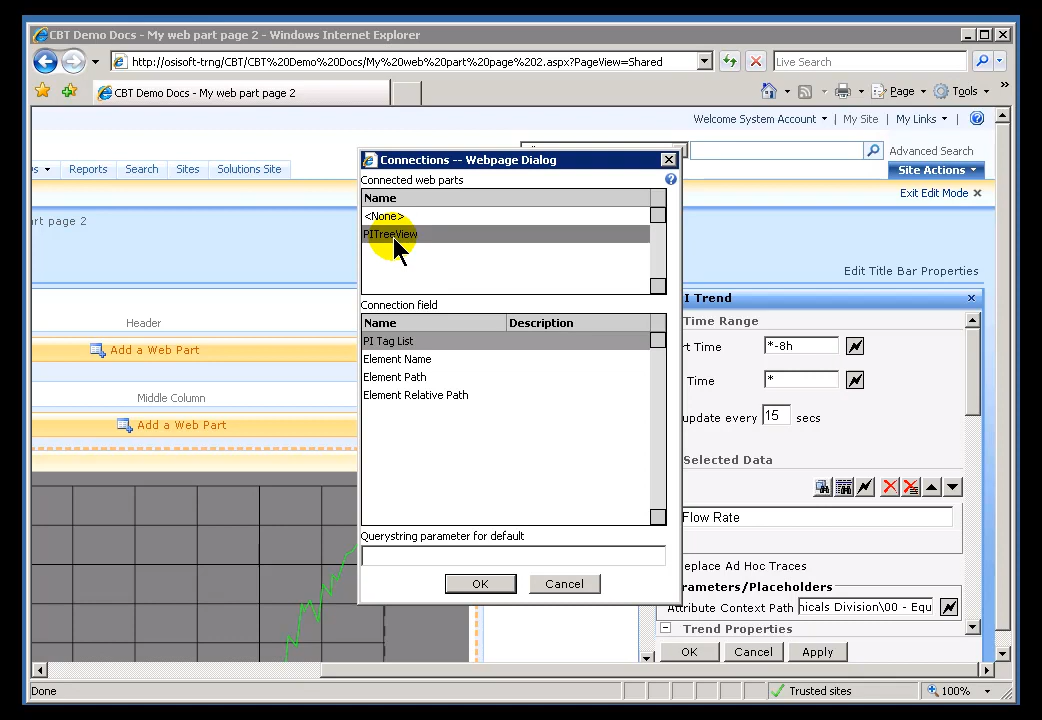 CBT Demo Docs - My web part page 2 - Windows Internet Explorer
http://osisoft-trng/CBT/CBT%20Demo%20Docs/My%20web%20part%20page%202.aspx?PageView=Shared
Live Search
CBT Demo Docs - My web part page 2
Page
Tools
»
Welcome System Account
My Site
My Links
Advanced Search
Reports
Search
Sites
Solutions Site
Site Actions
Exit Edit Mode
rt page 2
Edit Title Bar Properties
Connections -- Webpage Dialog
Connected web parts
Name
<None>
PITreeView
Connection field
Name Description
PI Tag List
Element Name
Element Path
Element Relative Path
Querystring parameter for default
OK Cancel
Header
Add a Web Part
Middle Column
Add a Web Part
I Trend
Time Range
rt Time *-8h
Time *
update every 15 secs
Selected Data
Flow Rate
eplace Ad Hoc Traces
rameters/Placeholders
Attribute Context Path nicals Division\00 - Equ
Trend Properties
OK Cancel Apply
Done
Trusted sites
100%